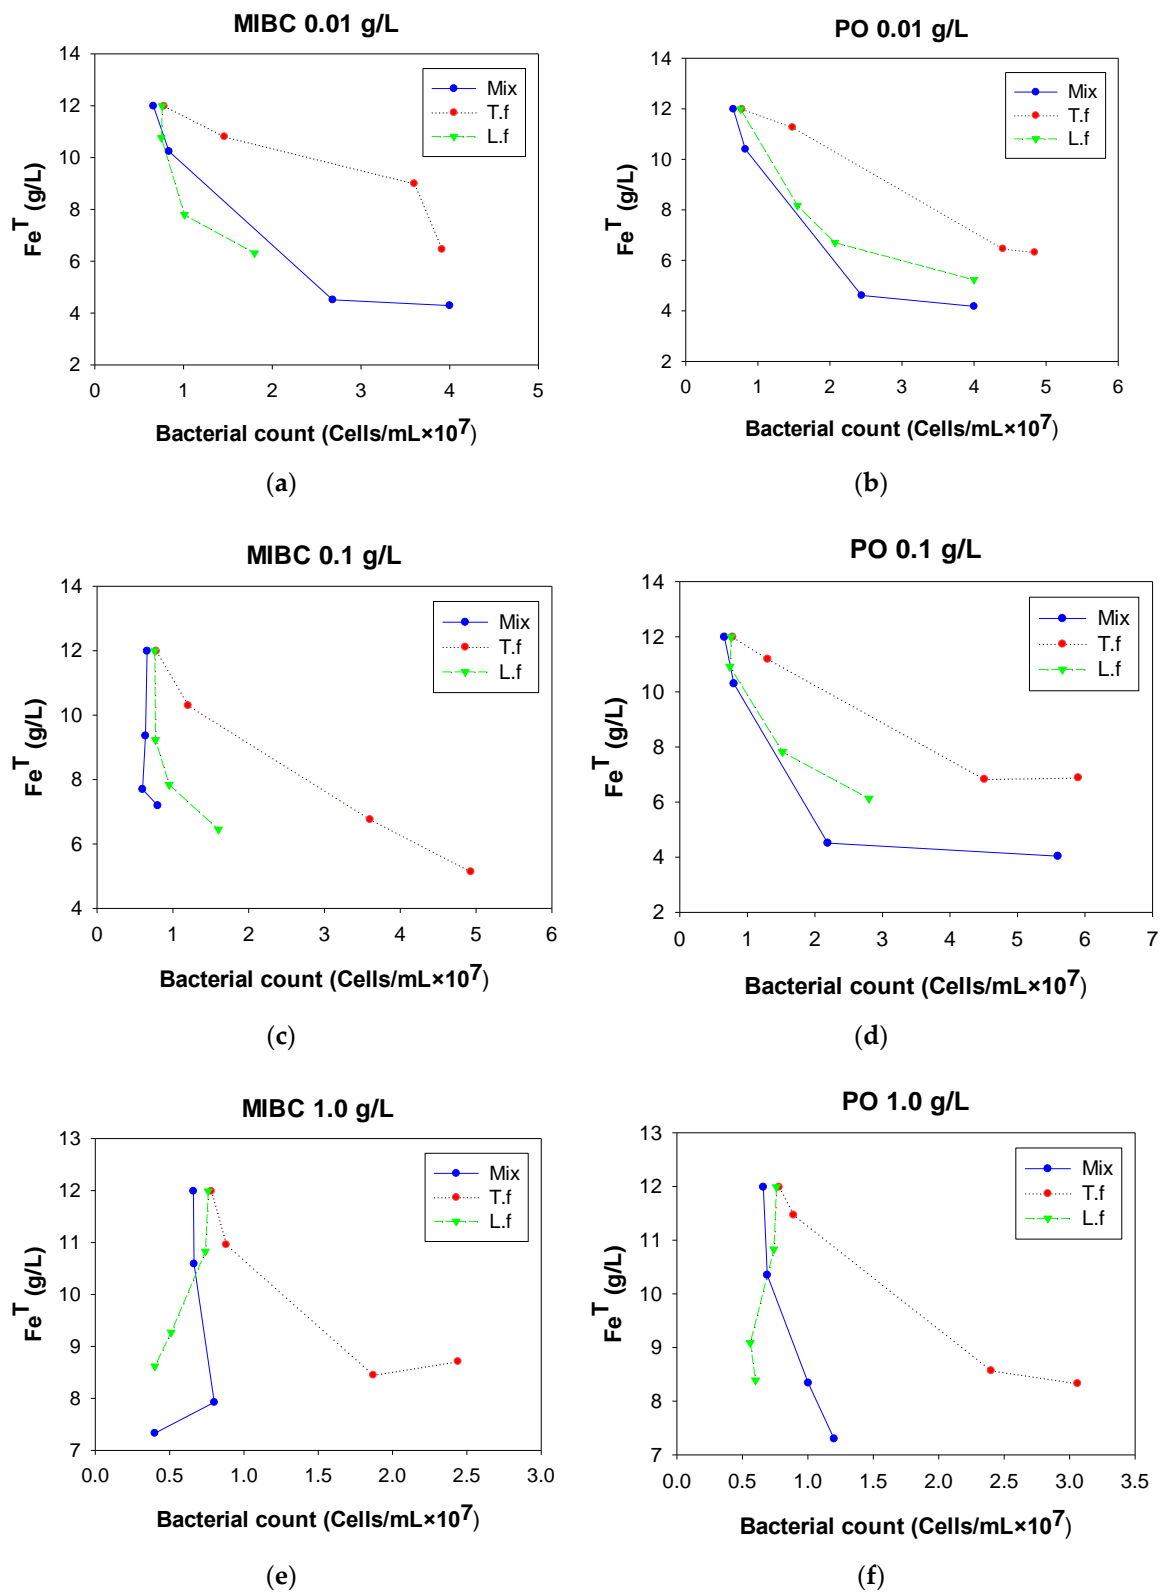 MIBC 0.01 g/L
Fe^T (g/L)
14
12
10
8
6
4
2
0 1 2 3 4 5
Mix
T.f
L.f
Bacterial count (Cells/mL×10^7)
(a)
PO 0.01 g/L
Fe^T (g/L)
14
12
10
8
6
4
2
0 1 2 3 4 5 6
Mix
T.f
L.f
Bacterial count (Cells/mL×10^7)
(b)
MIBC 0.1 g/L
Fe^T (g/L)
14
12
10
8
6
4
0 1 2 3 4 5 6
Mix
T.f
L.f
Bacterial count (Cells/mL×10^7)
(c)
PO 0.1 g/L
Fe^T (g/L)
14
12
10
8
6
4
2
0 1 2 3 4 5 6 7
Mix
T.f
L.f
Bacterial count (Cells/mL×10^7)
(d)
MIBC 1.0 g/L
Fe^T (g/L)
13
12
11
10
9
8
7
0.0 0.5 1.0 1.5 2.0 2.5 3.0
Mix
T.f
L.f
Bacterial count (Cells/mL×10^7)
(e)
PO 1.0 g/L
Fe^T (g/L)
13
12
11
10
9
8
7
0.0 0.5 1.0 1.5 2.0 2.5 3.0 3.5
Mix
T.f
L.f
Bacterial count (Cells/mL×10^7)
(f)